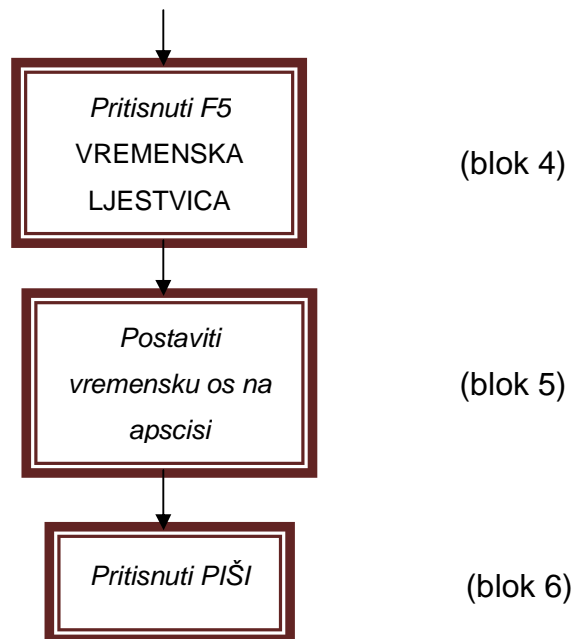 Pritisnuti F5
VREMENSKA
LJESTVICA
(blok 4)
Postaviti
vremensku os na
apscisi
(blok 5)
Pritisnuti PIŠI
(blok 6)